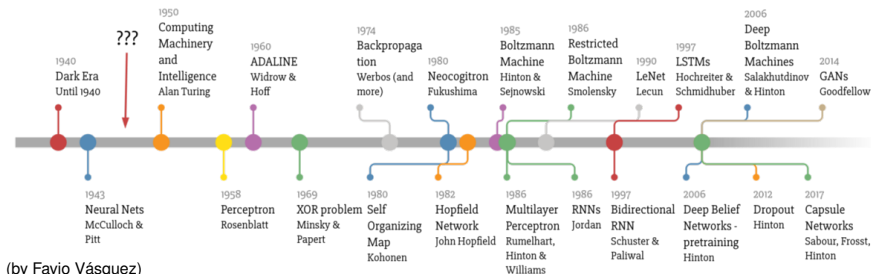 ???
1940
Dark Era
Until 1940
1950
Computing
Machinery
and
Intelligence
Alan Turing
1960
ADALINE
Widrow &
Hoff
1974
Backpropaga
tion
Werbos (and
more)
1980
Neocogitron
Fukushima
1985
Boltzmann
Machine
Hinton &
Sejnowski
1986
Restricted
Boltzmann
Machine
Smolensky
1990
LeNet
Lecun
1997
LSTMs
Hochreiter &
Schmidhuber
2006
Deep
Boltzmann
Machines
Salakhutdinov
& Hinton
2014
GANs
Goodfellow
1943
Neural Nets
McCulloch &
Pitt
1958
Perceptron
Rosenblatt
1969
XOR problem
Minsky &
Papert
1980
Self
Organizing
Map
Kohonen
1982
Hopfield
Network
John Hopfield
1986
Multilayer
Perceptron
Rumelhart,
Hinton &
Williams
1986
RNNs
Jordan
1997
Bidirectional
RNN
Schuster &
Paliwal
2006
Deep Belief
Networks -
pretraining
Hinton
2012
Dropout
Hinton
2017
Capsule
Networks
Sabour, Frosst,
Hinton
(by Favio Vásquez)